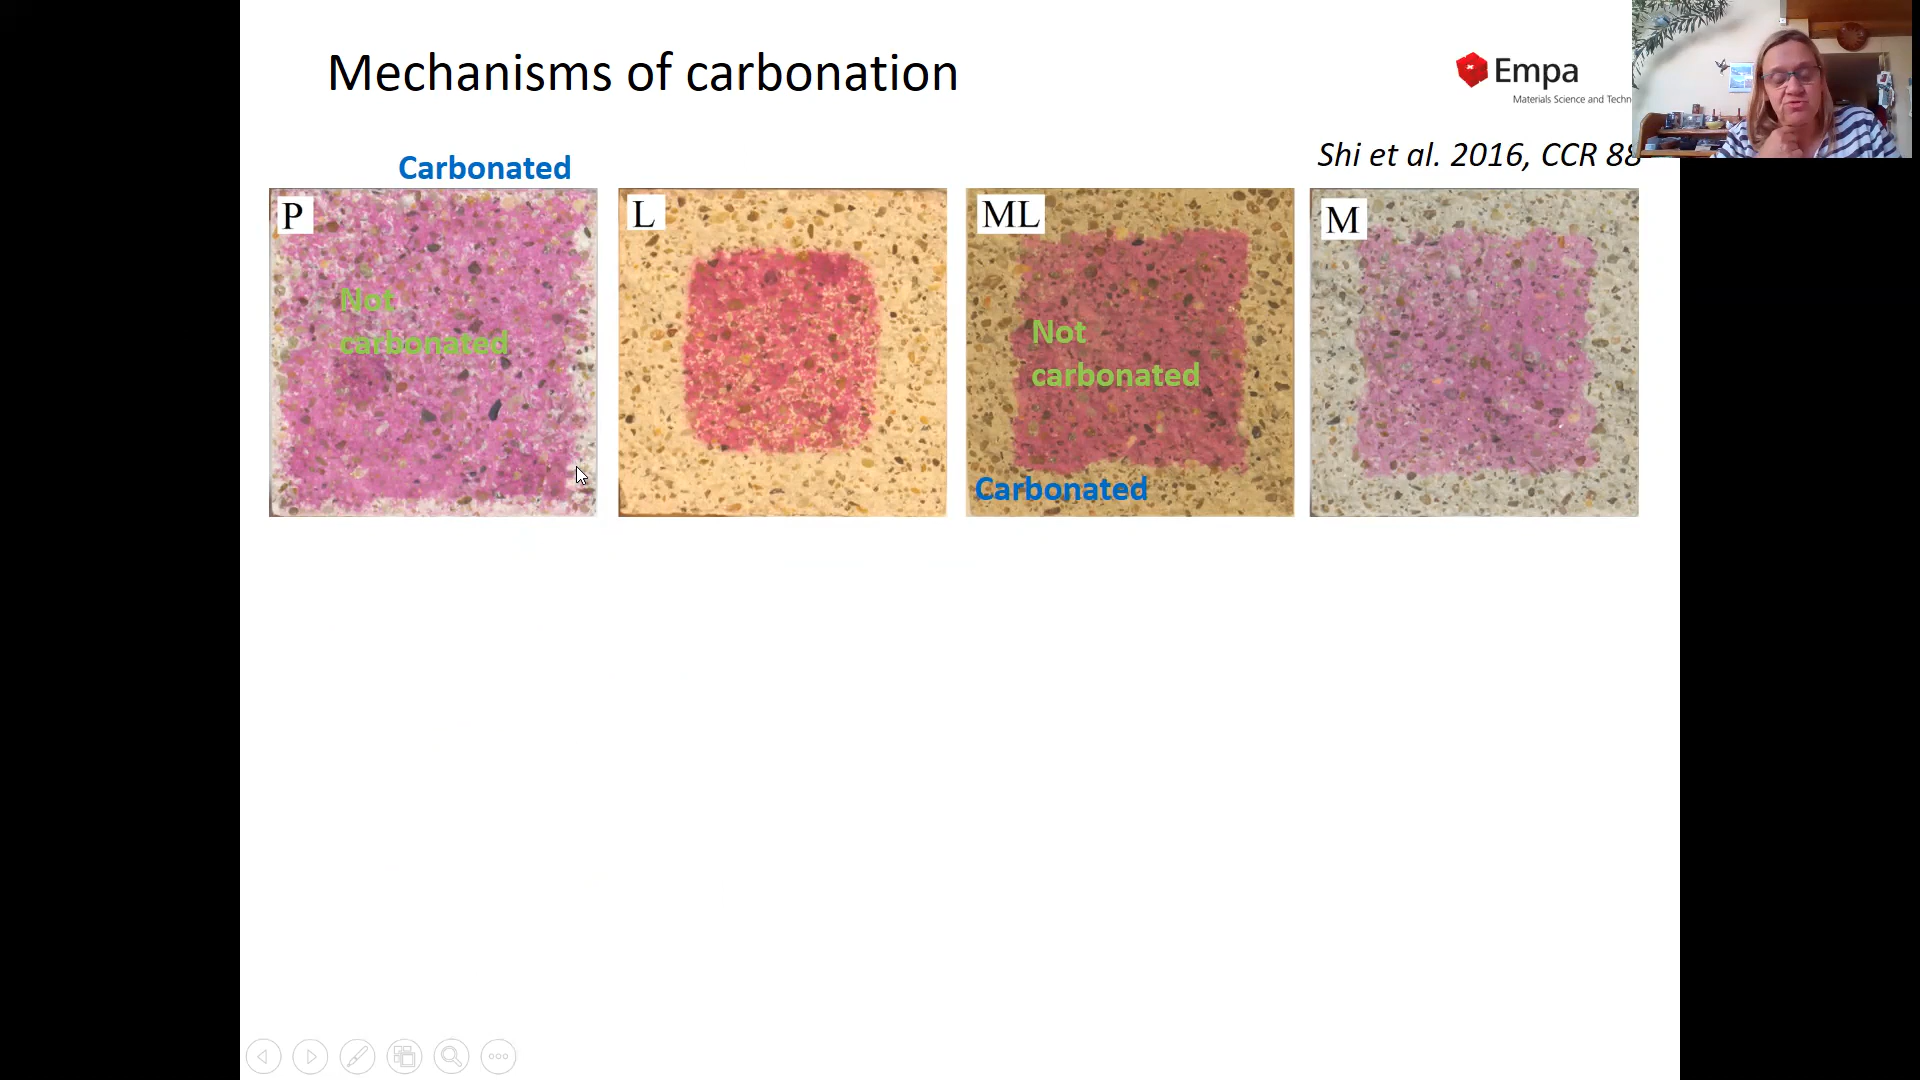 Mechanisms of carbonation
Empa
Materials Science and Techn
Shi et al. 2016, CCR 88
Carbonated
P
L
ML
M
Not
carbonated
Not
carbonated
Carbonated